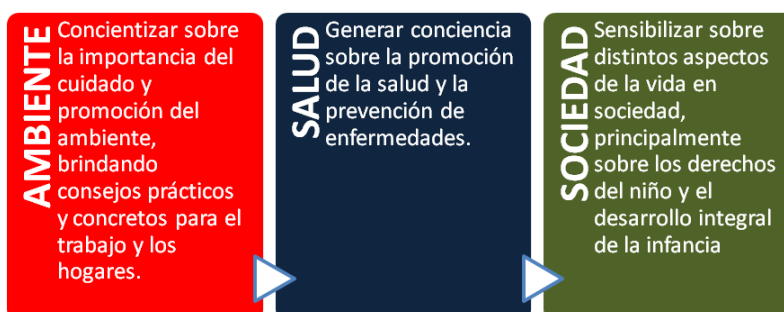 AMBIENTE
Concientizar sobre
la importancia del
cuidado y
promoción del
ambiente,
brindando
consejos prácticos
y concretos para el
trabajo y los
hogares.
SALUD
Generar conciencia
sobre la promoción
de la salud y la
prevención de
enfermedades.
SOCIEDAD
Sensibilizar sobre
distintos aspectos
de la vida en
sociedad,
principalmente
sobre los derechos
del niño y el
desarrollo integral
de la infancia